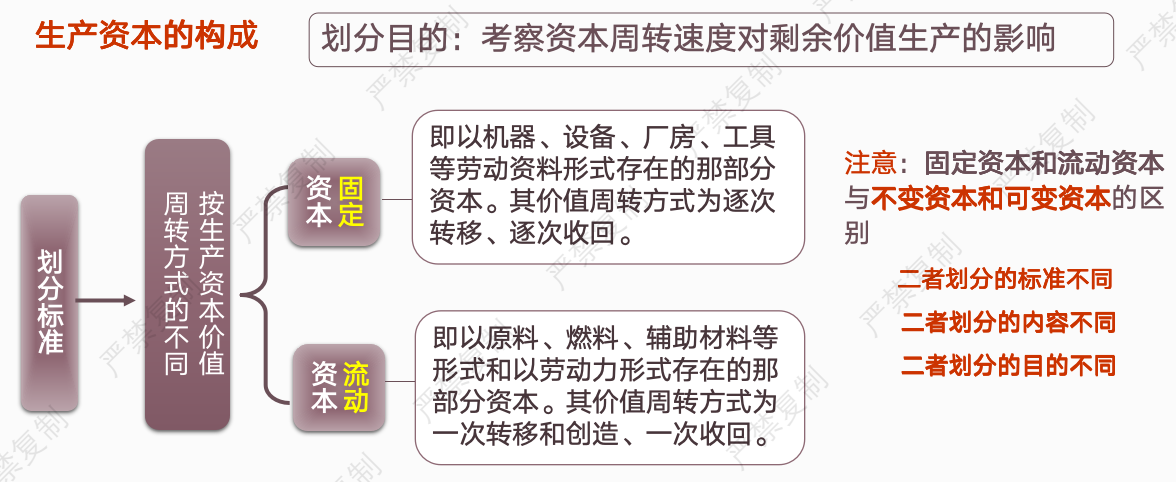 生产资本的构成
划分目的：考察资本周转速度对剩余价值生产的影响
划分标准
按生产资本价值
周转方式的不同
固定
资本
即以机器、设备、厂房、工具
等劳动资料形式存在的那部分
资本。其价值周转方式为逐次
转移、逐次收回。
流动
资本
即以原料、燃料、辅助材料等
形式和以劳动力形式存在的那
部分资本。其价值周转方式为
一次转移和创造、一次收回。
注意：固定资本和流动资本
与不变资本和可变资本的区
别
二者划分的标准不同
二者划分的内容不同
二者划分的目的不同
严禁复制
严禁复制
严禁复制
严禁复制
严禁复制
严禁复制
严禁复制
严禁复制
严禁复制